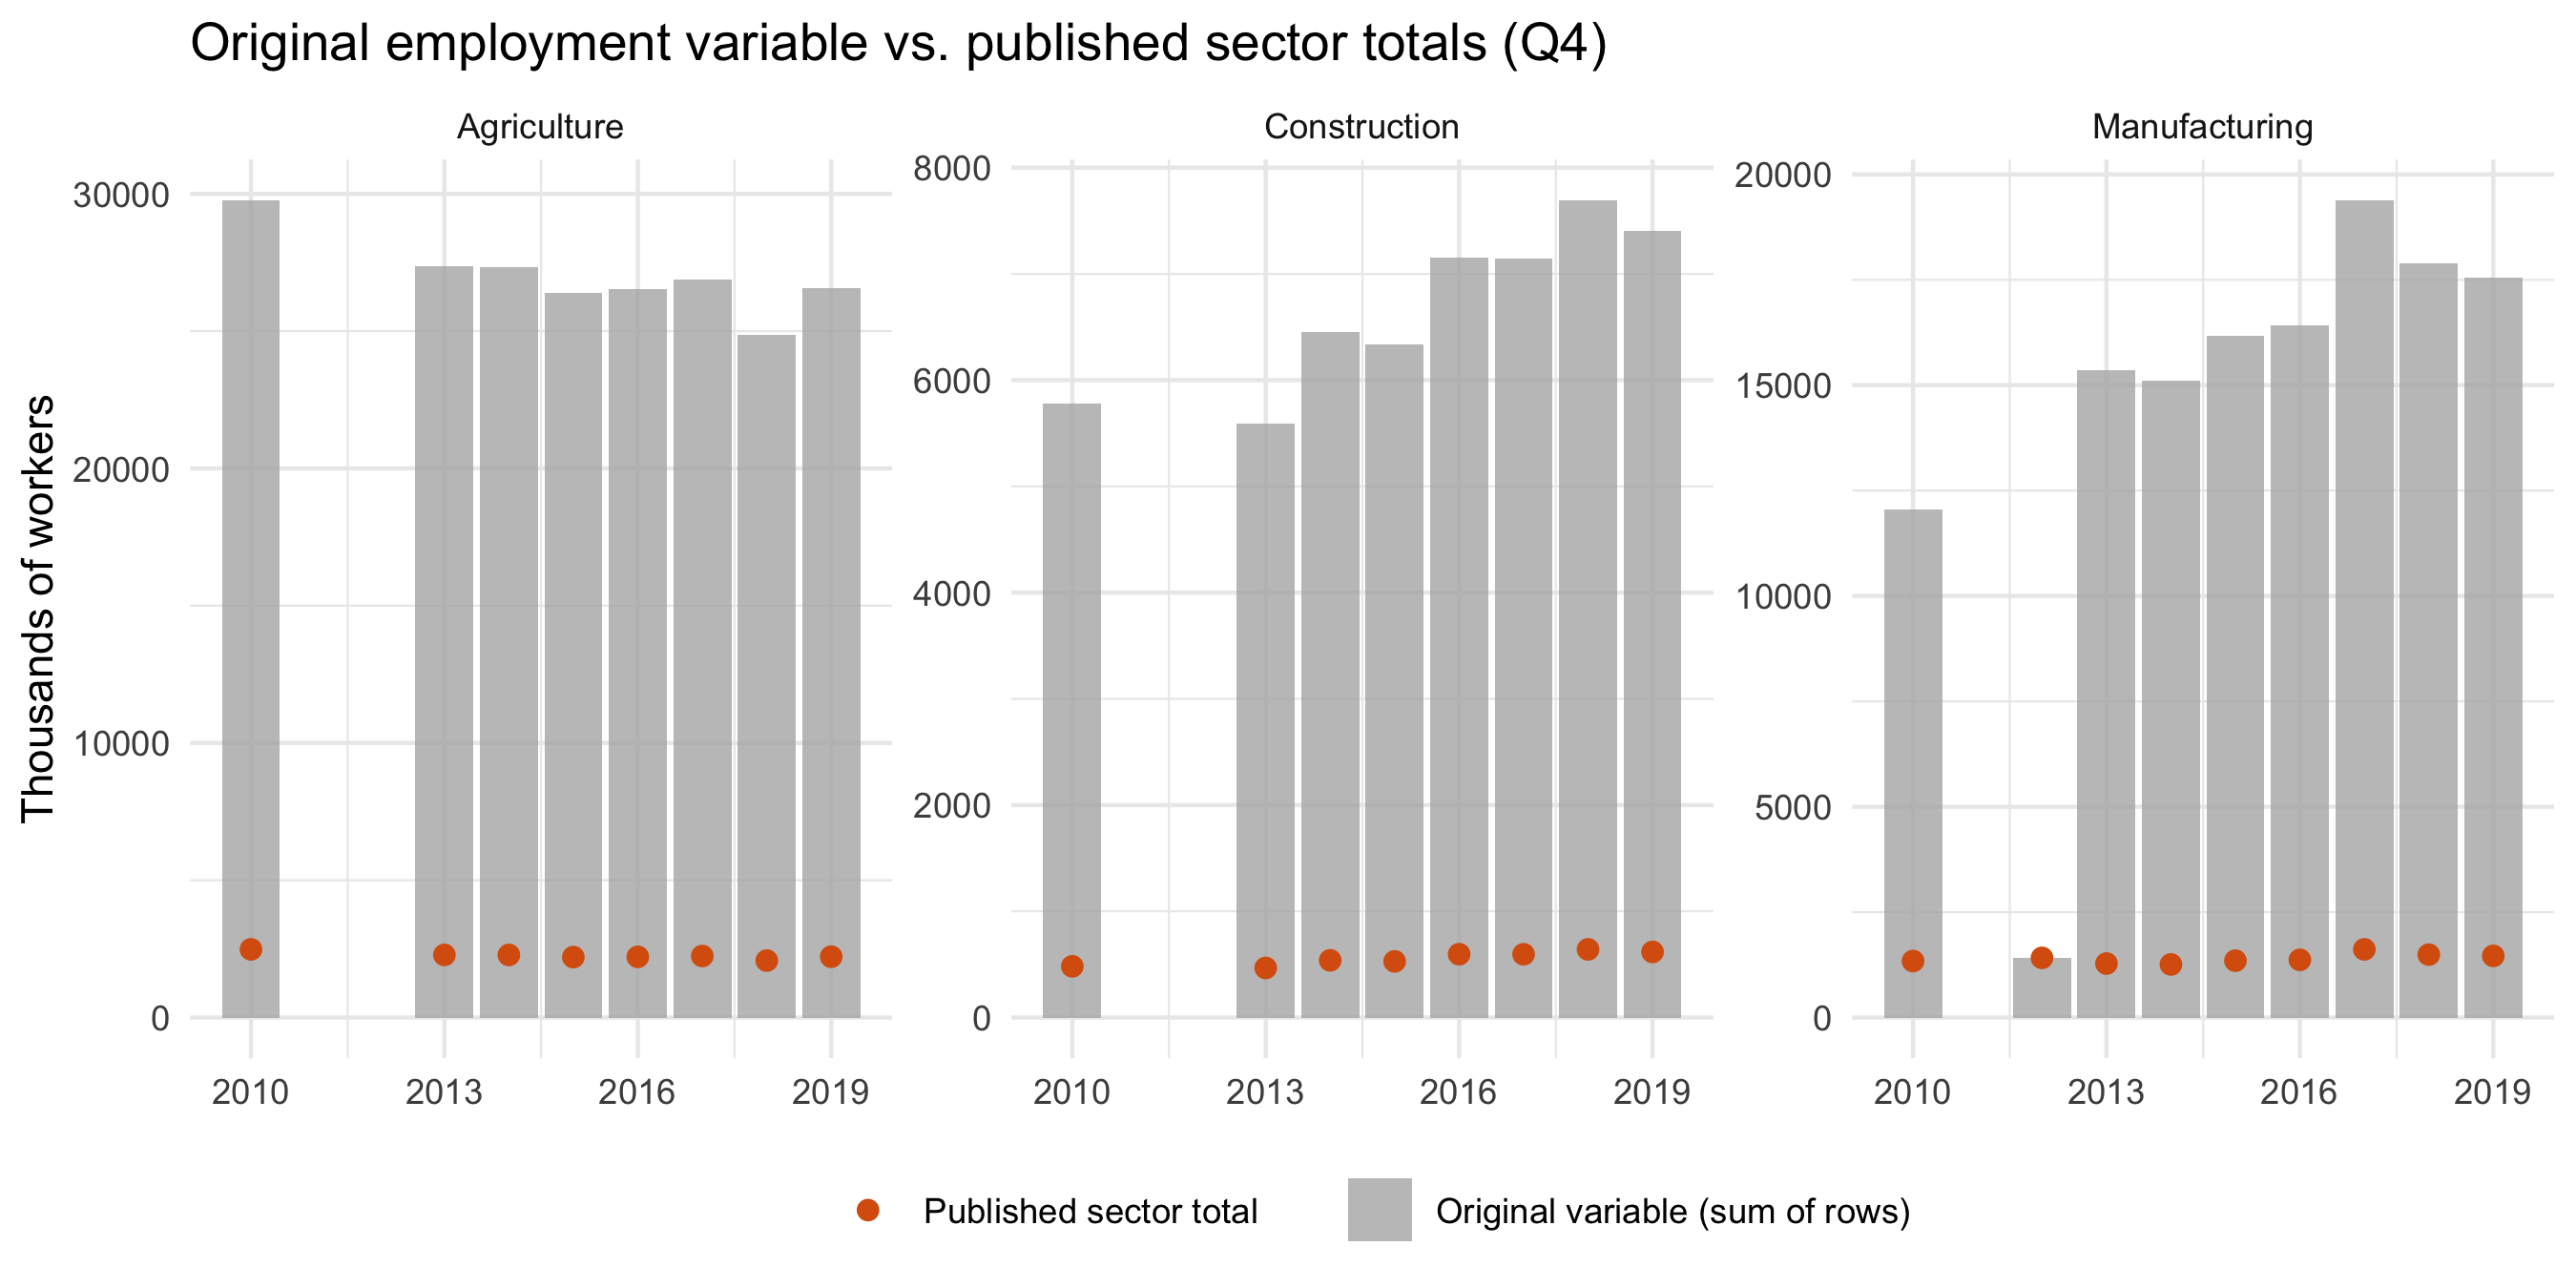 Original employment variable vs. published sector totals (Q4)
Agriculture
Construction
Manufacturing
Thousands of workers
30000
20000
10000
0
8000
6000
4000
2000
0
20000
15000
10000
5000
0
2010 2013 2016 2019
2010 2013 2016 2019
2010 2013 2016 2019
Published sector total
Original variable (sum of rows)